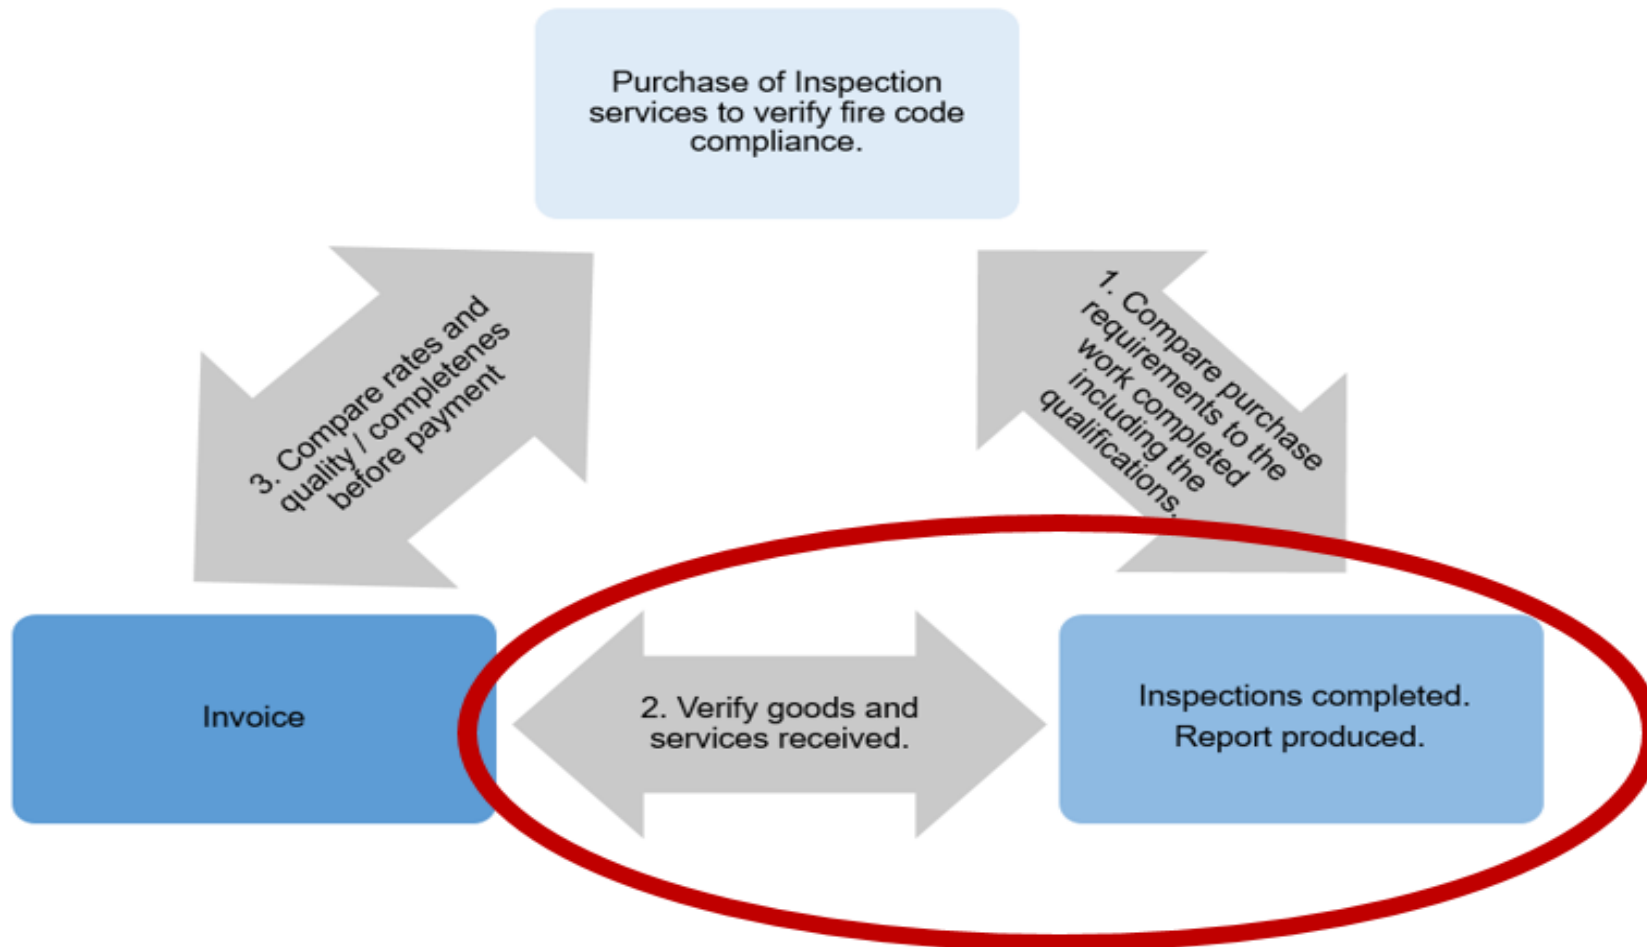 Purchase of Inspection
services to verify fire code
compliance.
1. Compare purchase
requirements to the
work completed
including the
qualifications.
3. Compare rates and
quality / completenes
before payment
Invoice
2. Verify goods and
services received.
Inspections completed.
Report produced.